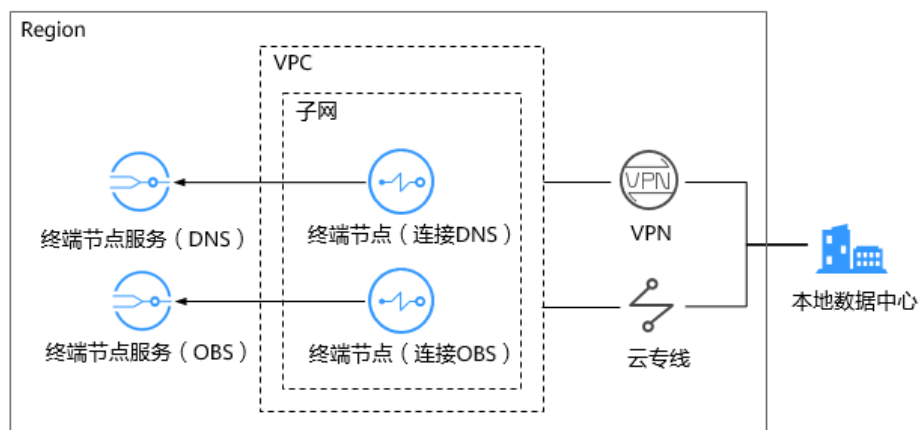 Region
VPC
子网
终端节点服务（DNS）
终端节点（连接DNS）
VPN
VPN
本地数据中心
终端节点服务（OBS）
终端节点（连接OBS）
云专线